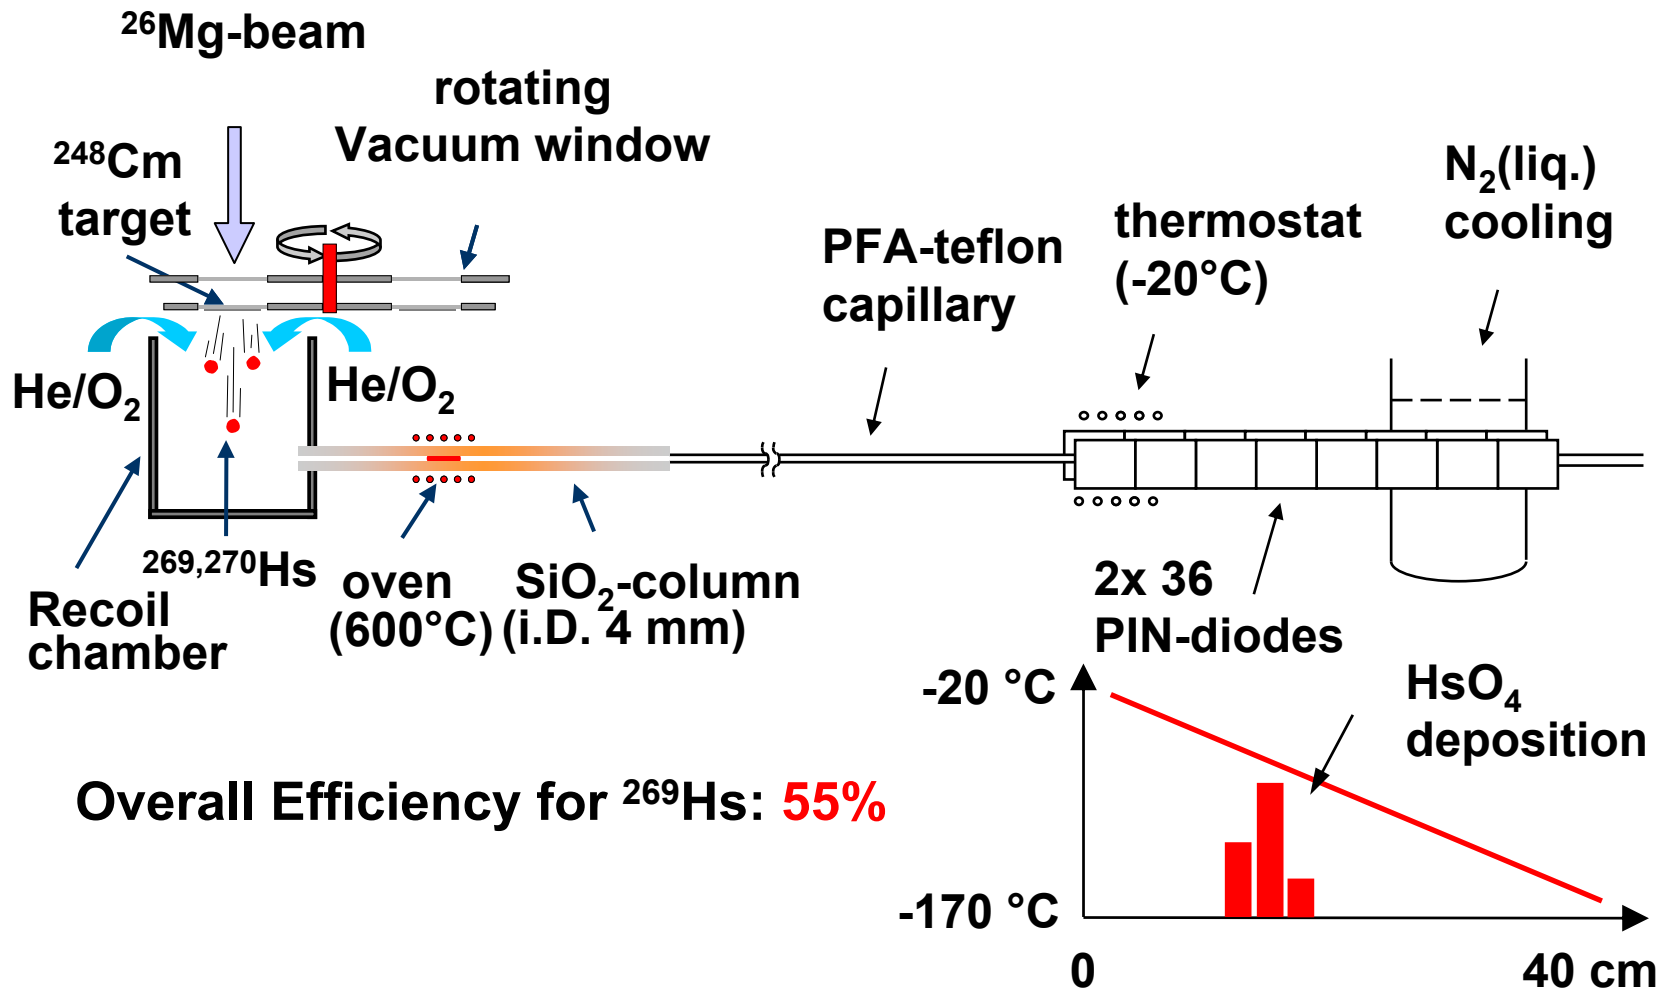 ²⁶Mg-beam
rotating
Vacuum window
²⁴⁸Cm
target
N₂(liq.)
cooling
thermostat
(-20°C)
PFA-teflon
capillary
He/O₂
He/O₂
²⁶⁹,²⁷⁰Hs
Recoil
chamber
oven
(600°C)
SiO₂-column
(i.D. 4 mm)
2x 36
PIN-diodes
-20 °C
HsO₄
deposition
Overall Efficiency for ²⁶⁹Hs: 55%
-170 °C
0
40 cm